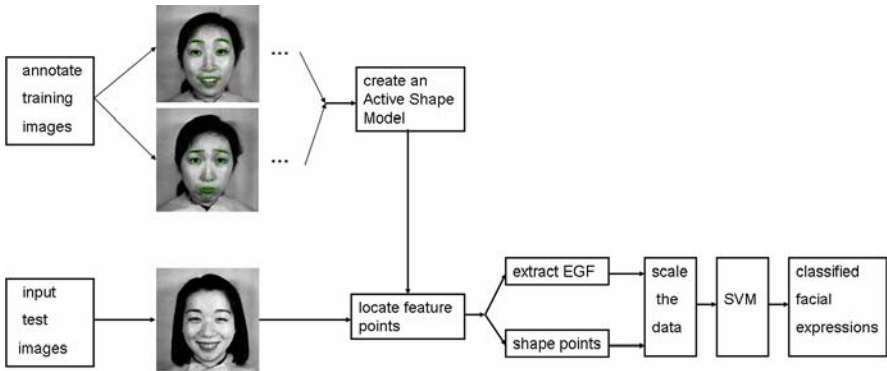 annotate
training
images
...
...
create an
Active Shape
Model
input
test
images
locate feature
points
extract EGF
shape points
scale
the
data
SVM
classified
facial
expressions